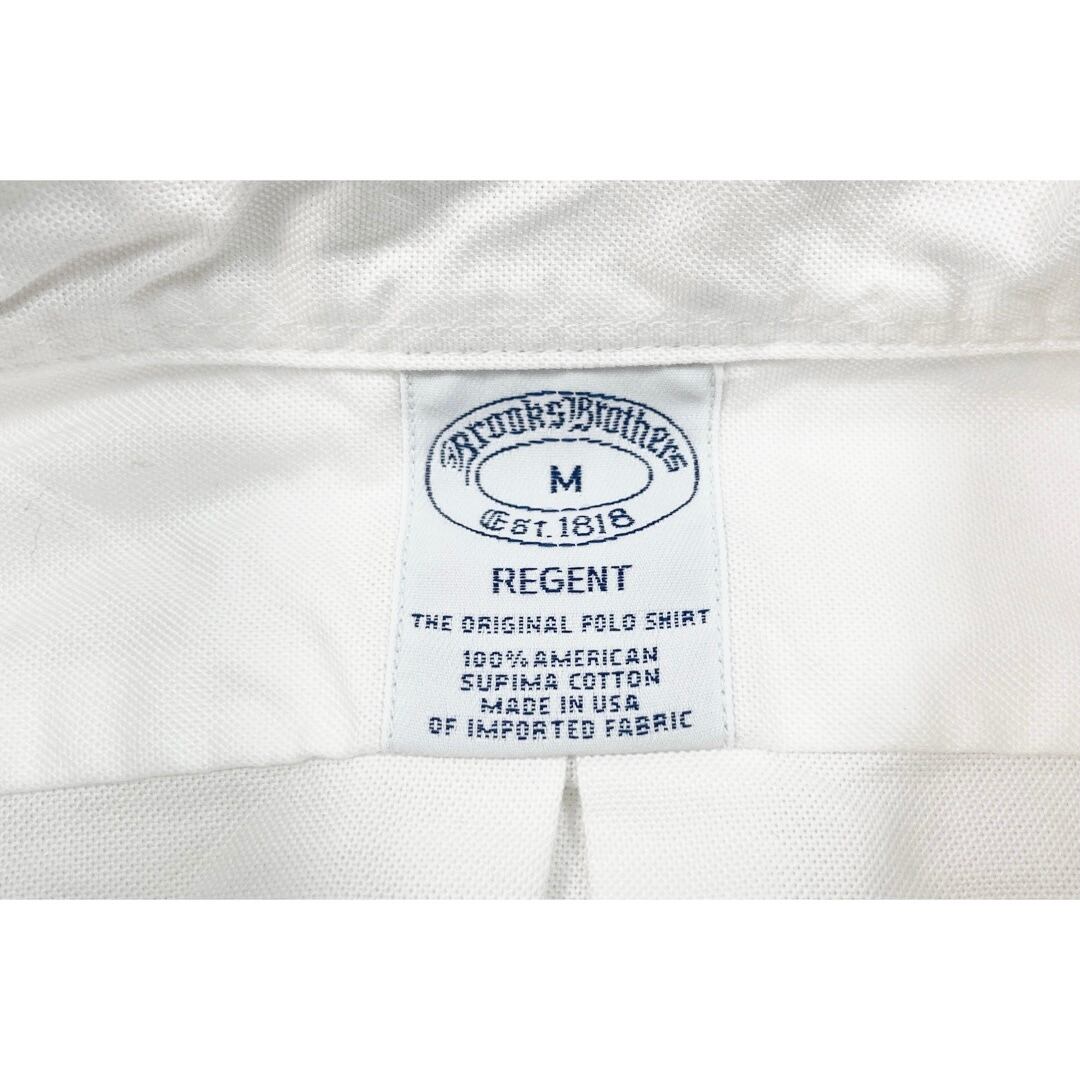 Brooks Brothers
M
Est. 1818
REGENT
THE ORIGINAL POLO SHIRT
100% AMERICAN
SUPIMA COTTON
MADE IN USA
OF IMPORTED FABRIC